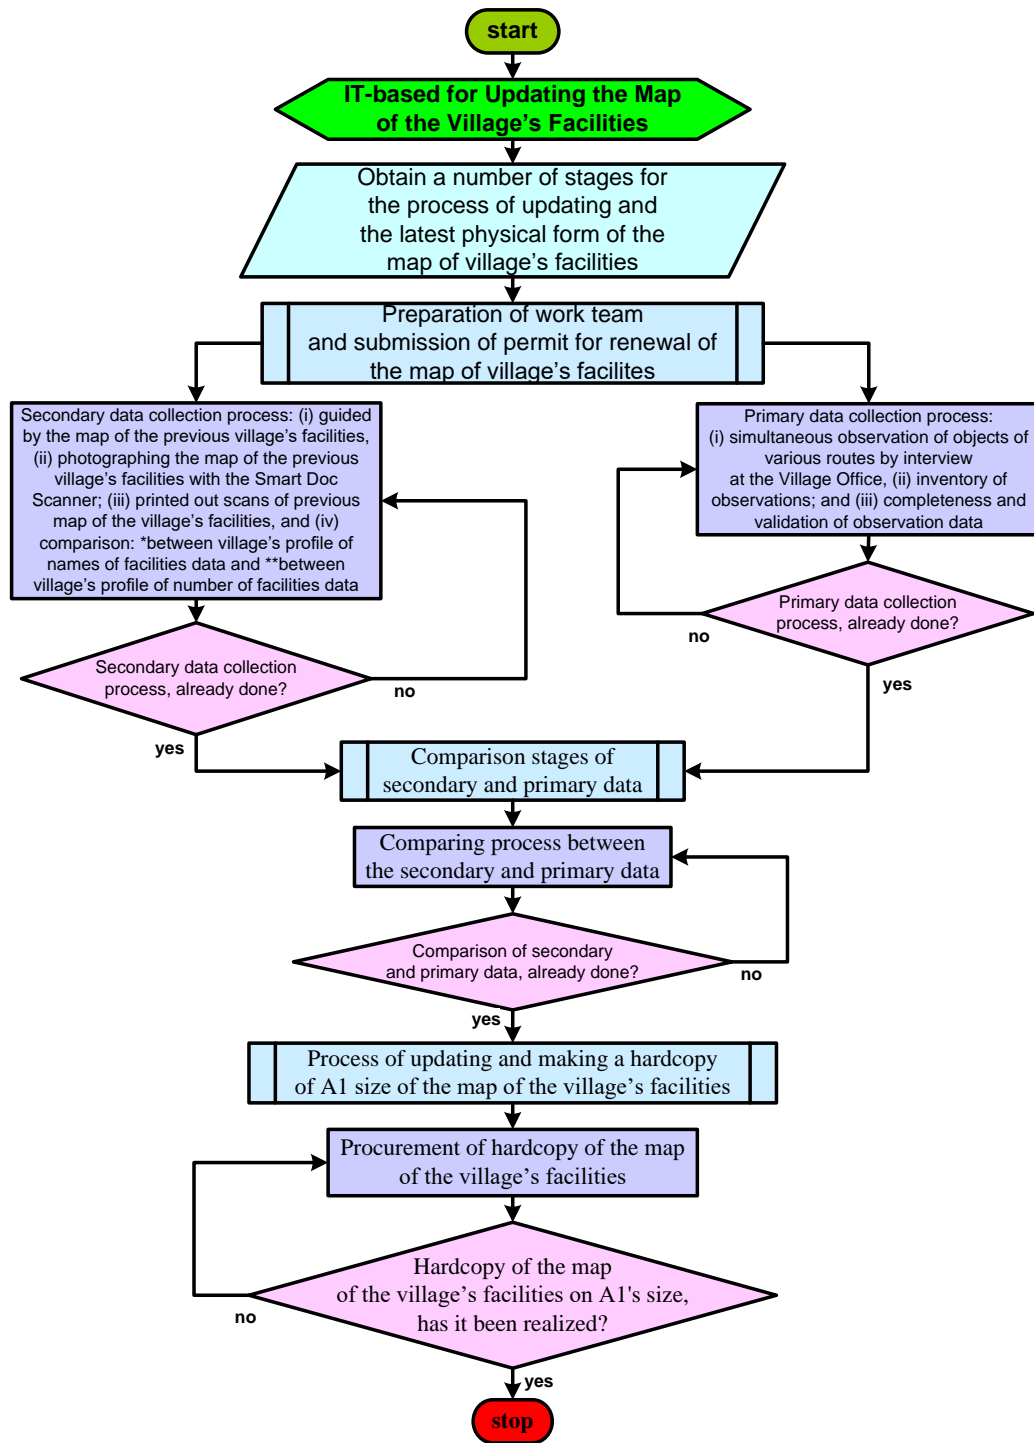 start
IT-based for Updating the Map
of the Village’s Facilities
Obtain a number of stages for
the process of updating and
the latest physical form of the
map of village’s facilities
Preparation of work team
and submission of permit for renewal of
the map of village’s facilites
Secondary data collection process: (i) guided
by the map of the previous village’s facilities,
(ii) photographing the map of the previous
village’s facilities with the Smart Doc
Scanner; (iii) printed out scans of previous
map of the village’s facilities, and (iv)
comparison: *between village’s profile of
names of facilities data and **between
village’s profile of number of facilities data
Primary data collection process:
(i) simultaneous observation of objects of
various routes by interview
at the Village Office, (ii) inventory of
observations; and (iii) completeness and
validation of observation data
Primary data collection
process, already done?
no
yes
Secondary data collection
process, already done?
no
yes
Comparison stages of
secondary and primary data
Comparing process between
the secondary and primary data
Comparison of secondary
and primary data, already done?
no
yes
Process of updating and making a hardcopy
of A1 size of the map of the village’s facilities
Procurement of hardcopy of the map
of the village’s facilities
Hardcopy of the map
of the village’s facilities on A1's size,
has it been realized?
no
yes
stop